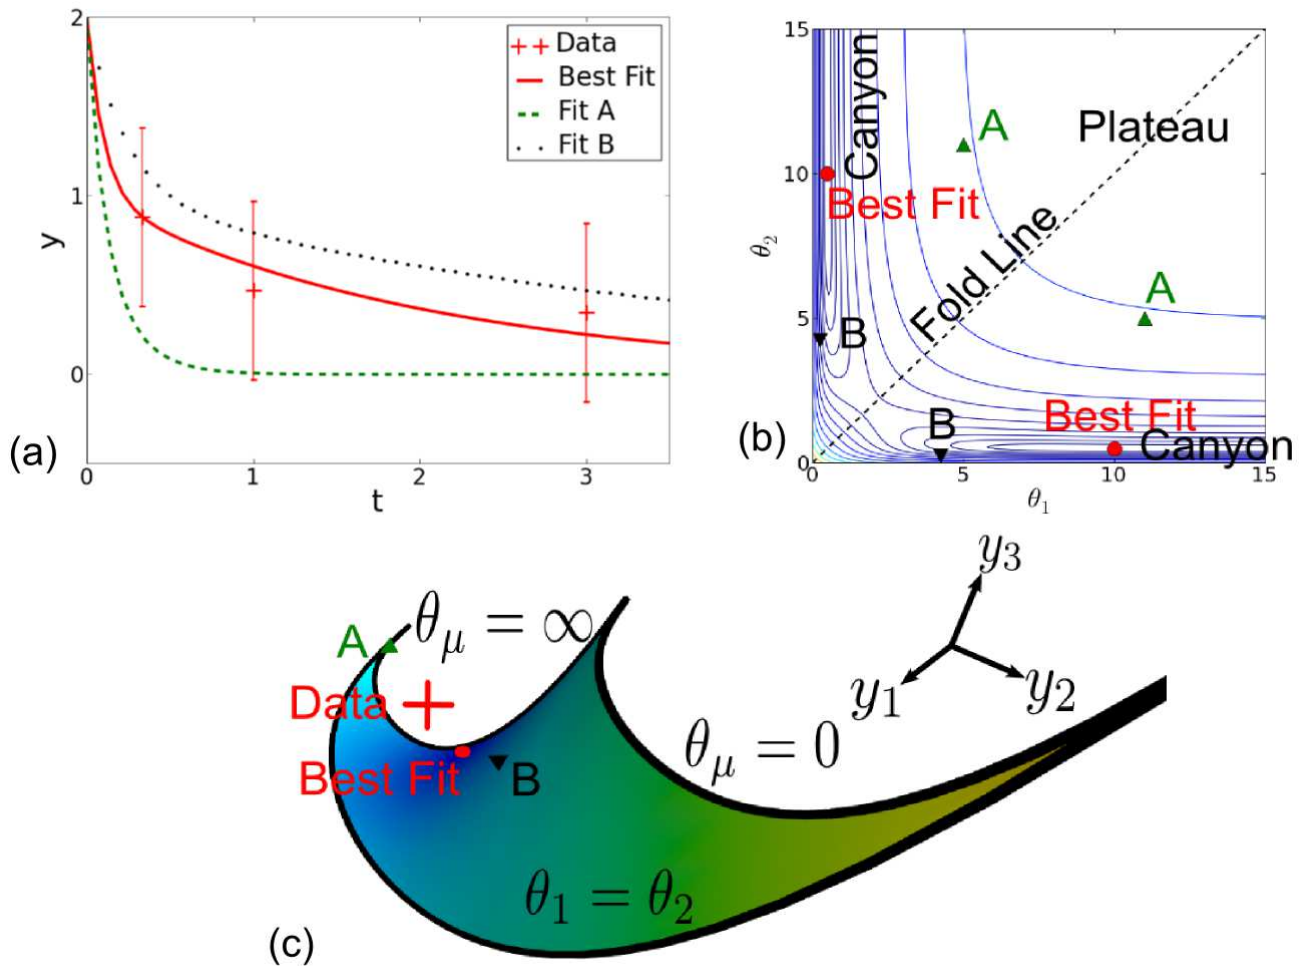 2
1
0
y
0
1
2
3
t
Data
Best Fit
Fit A
Fit B
(a)
15
10
5
0
θ₂
0
5
10
15
θ₁
Canyon
A
Plateau
Best Fit
Fold Line
A
B
B
Best Fit
Canyon
(b)
y₃
y₁
y₂
A
θμ = ∞
Data
Best Fit
B
θμ = 0
θ₁ = θ₂
(c)